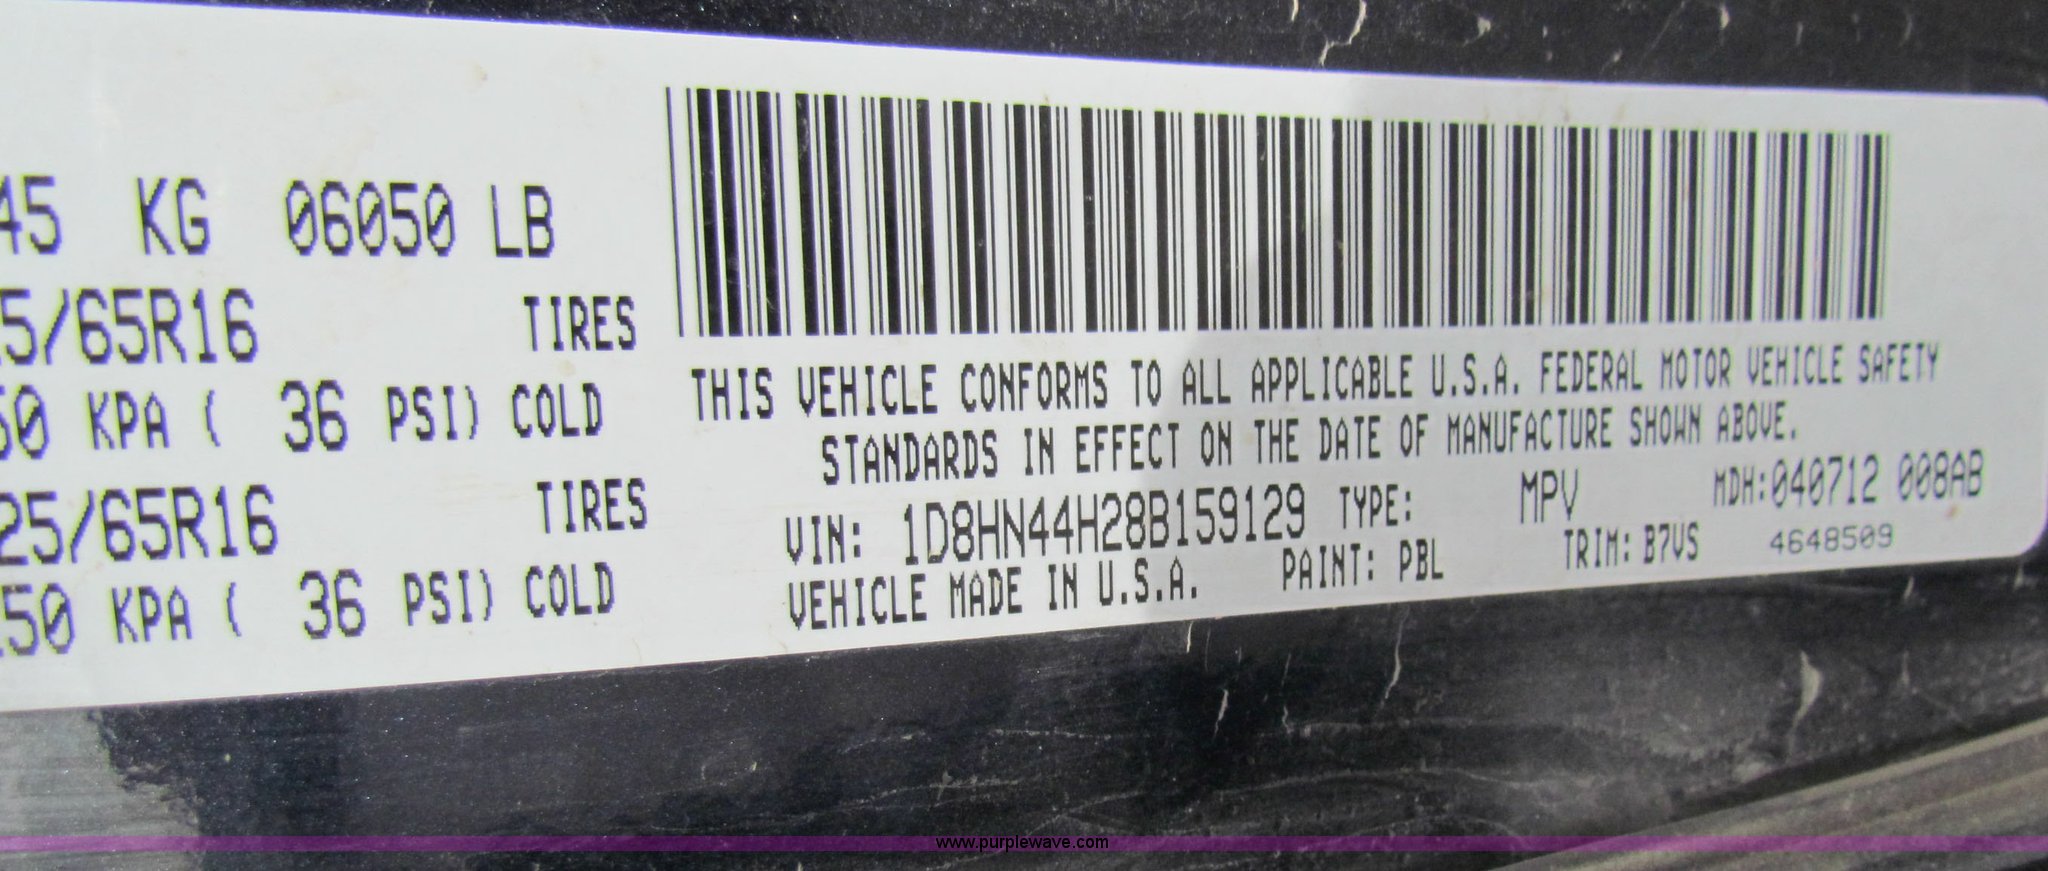 45 KG 06050 LB
5/65R16 TIRES
50 KPA ( 36 PSI) COLD
25/65R16 TIRES
250 KPA ( 36 PSI) COLD
THIS VEHICLE CONFORMS TO ALL APPLICABLE U.S.A. FEDERAL MOTOR VEHICLE SAFETY
STANDARDS IN EFFECT ON THE DATE OF MANUFACTURE SHOWN ABOVE.
VIN: 1D8HN44H28B159129 TYPE: MPV MDH:040712 008AB
VEHICLE MADE IN U.S.A. PAINT: PBL TRIM: B7VS 4648509
www.purplewave.com